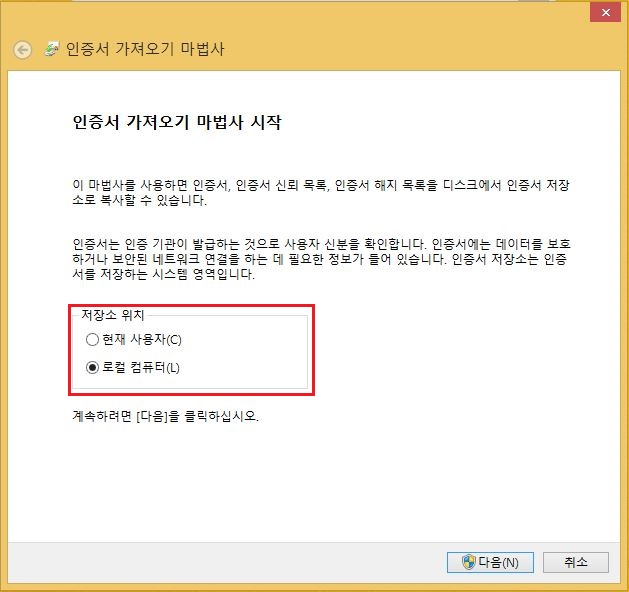 인증서 가져오기 마법사
인증서 가져오기 마법사 시작
이 마법사를 사용하면 인증서, 인증서 신뢰 목록, 인증서 해지 목록을 디스크에서 인증서 저장
소로 복사할 수 있습니다.
인증서는 인증 기관이 발급하는 것으로 사용자 신분을 확인합니다. 인증서에는 데이터를 보호
하거나 보안된 네트워크 연결을 하는 데 필요한 정보가 들어 있습니다. 인증서 저장소는 인증
서를 저장하는 시스템 영역입니다.
저장소 위치
현재 사용자(C)
로컬 컴퓨터(L)
계속하려면 [다음]을 클릭하십시오.
다음(N)
취소